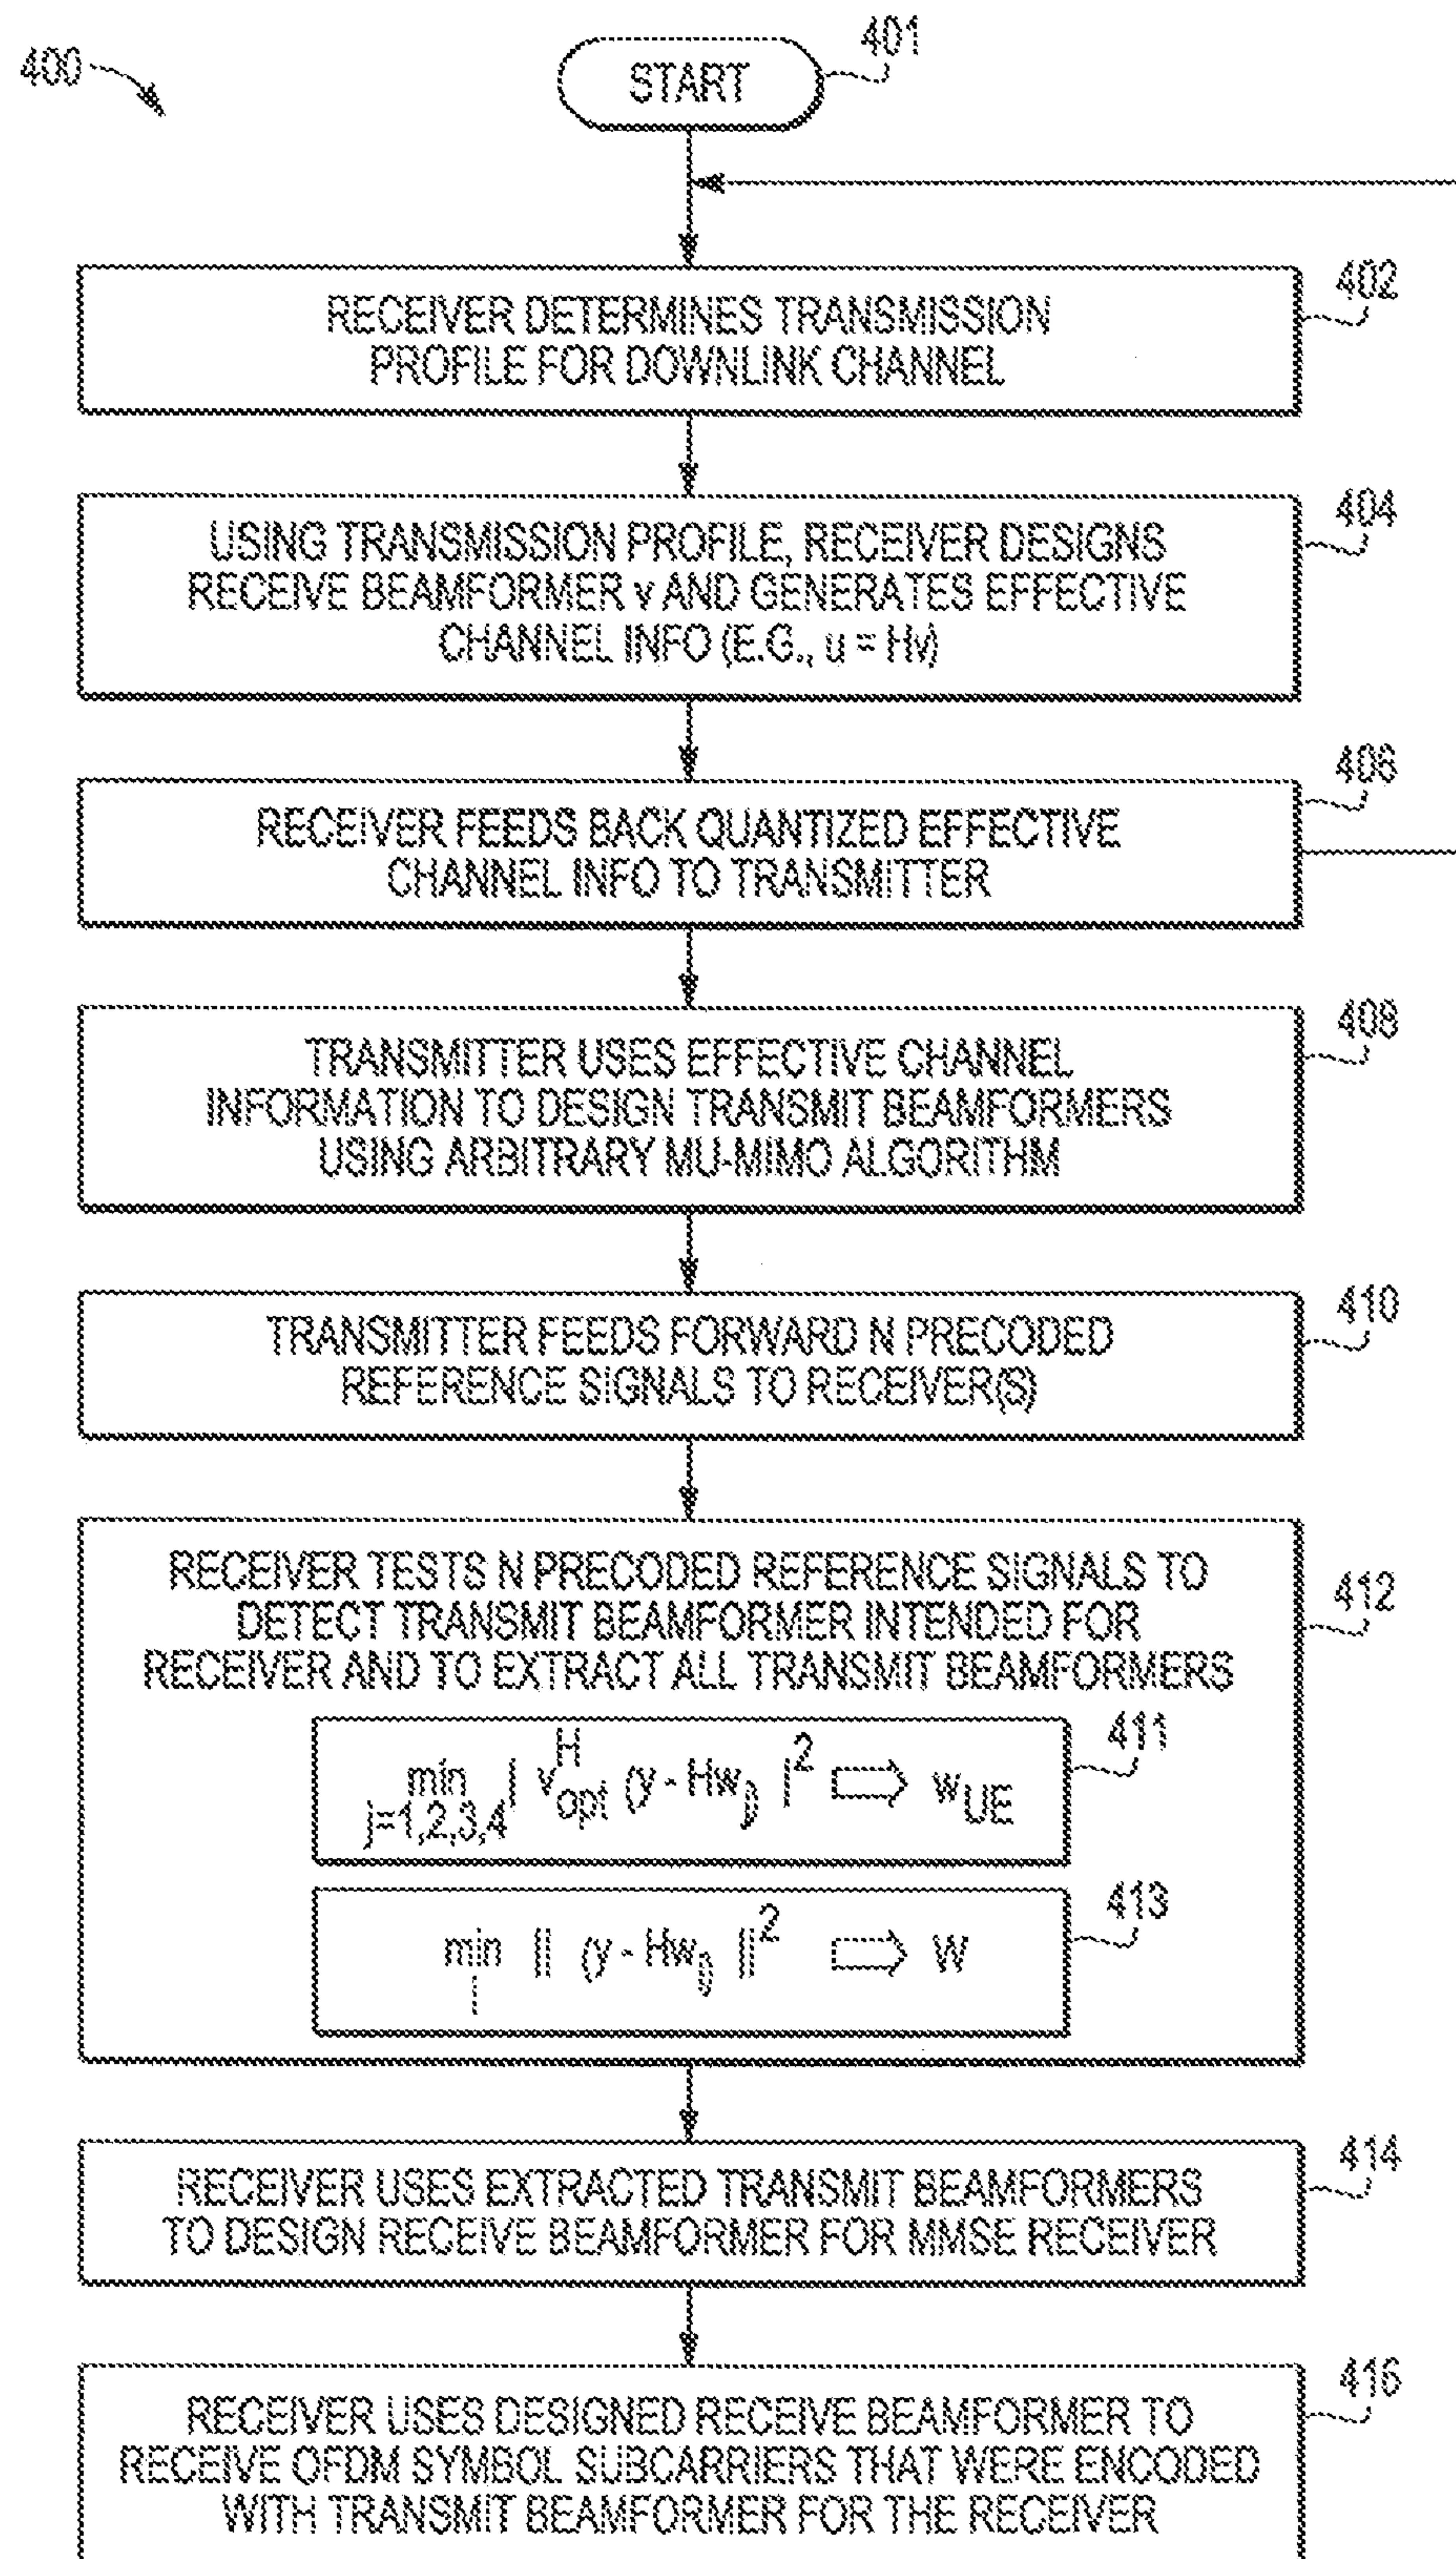 400
START
401
402
RECEIVER DETERMINES TRANSMISSION
PROFILE FOR DOWNLINK CHANNEL
404
USING TRANSMISSION PROFILE, RECEIVER DESIGNS
RECEIVE BEAMFORMER v AND GENERATES EFFECTIVE
CHANNEL INFO (E.G., u = Hv)
406
RECEIVER FEEDS BACK QUANTIZED EFFECTIVE
CHANNEL INFO TO TRANSMITTER
408
TRANSMITTER USES EFFECTIVE CHANNEL
INFORMATION TO DESIGN TRANSMIT BEAMFORMERS
USING ARBITRARY MU-MIMO ALGORITHM
410
TRANSMITTER FEEDS FORWARD N PRECODED
REFERENCE SIGNALS TO RECEIVER(S)
412
RECEIVER TESTS N PRECODED REFERENCE SIGNALS TO
DETECT TRANSMIT BEAMFORMER INTENDED FOR
RECEIVER AND TO EXTRACT ALL TRANSMIT BEAMFORMERS
411
min j=1,2,3,4 | v_opt^H (y - Hw_j) |^2 ⇨ w_UE
413
min i || (y - Hw_i) ||^2 ⇨ W
414
RECEIVER USES EXTRACTED TRANSMIT BEAMFORMERS
TO DESIGN RECEIVE BEAMFORMER FOR MMSE RECEIVER
416
RECEIVER USES DESIGNED RECEIVE BEAMFORMER TO
RECEIVE OFDM SYMBOL SUBCARRIERS THAT WERE ENCODED
WITH TRANSMIT BEAMFORMER FOR THE RECEIVER